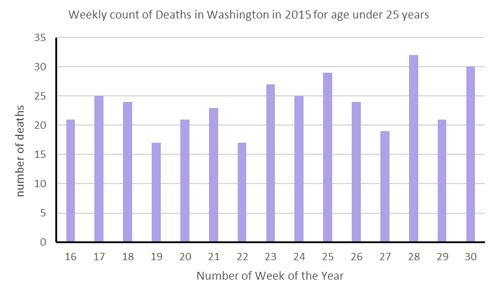 Weekly count of Deaths in Washington in 2015 for age under 25 years
35
30
25
20
15
10
5
0
number of deaths
16 17 18 19 20 21 22 23 24 25 26 27 28 29 30
Number of Week of the Year